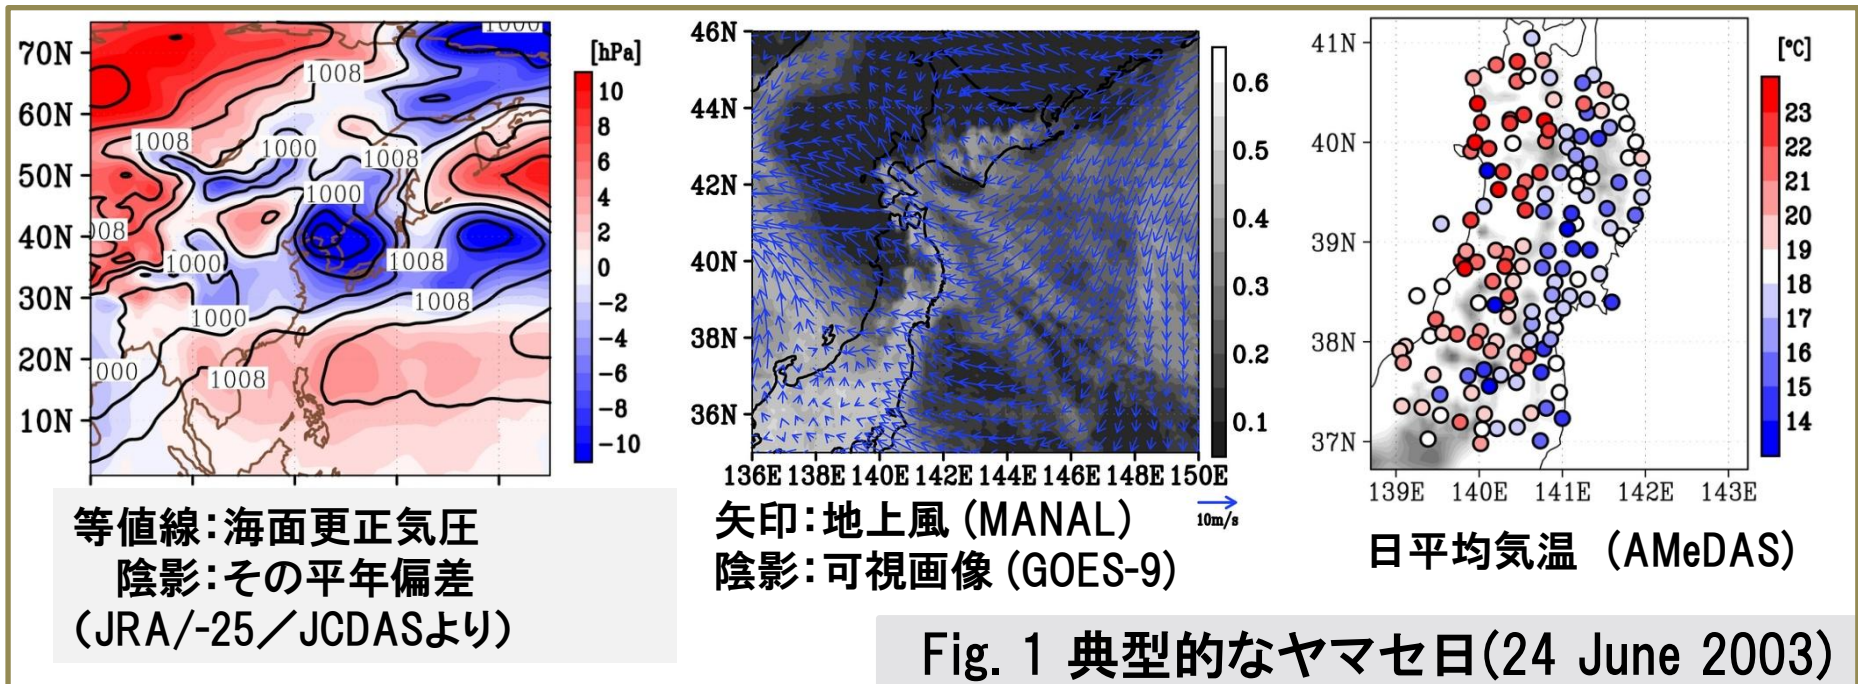 70N
60N
50N
40N
30N
20N
10N
1000
1008
1008
1000
1008
1000
008
1000
1008
1008
1000
000
1008
[hPa]
10
8
6
4
2
0
-2
-4
-6
-8
-10
等値線：海面更正気圧
陰影：その平年偏差
（JRA/-25／JCDASより）
46N
44N
42N
40N
38N
36N
136E 138E 140E 142E 144E 146E 148E 150E
0.6
0.5
0.4
0.3
0.2
0.1
10m/s
矢印：地上風 (MANAL)
陰影：可視画像 (GOES-9)
41N
40N
39N
38N
37N
139E 140E 141E 142E 143E
[℃]
23
22
21
20
19
18
17
16
15
14
日平均気温 (AMeDAS)
Fig. 1 典型的なヤマセ日(24 June 2003)